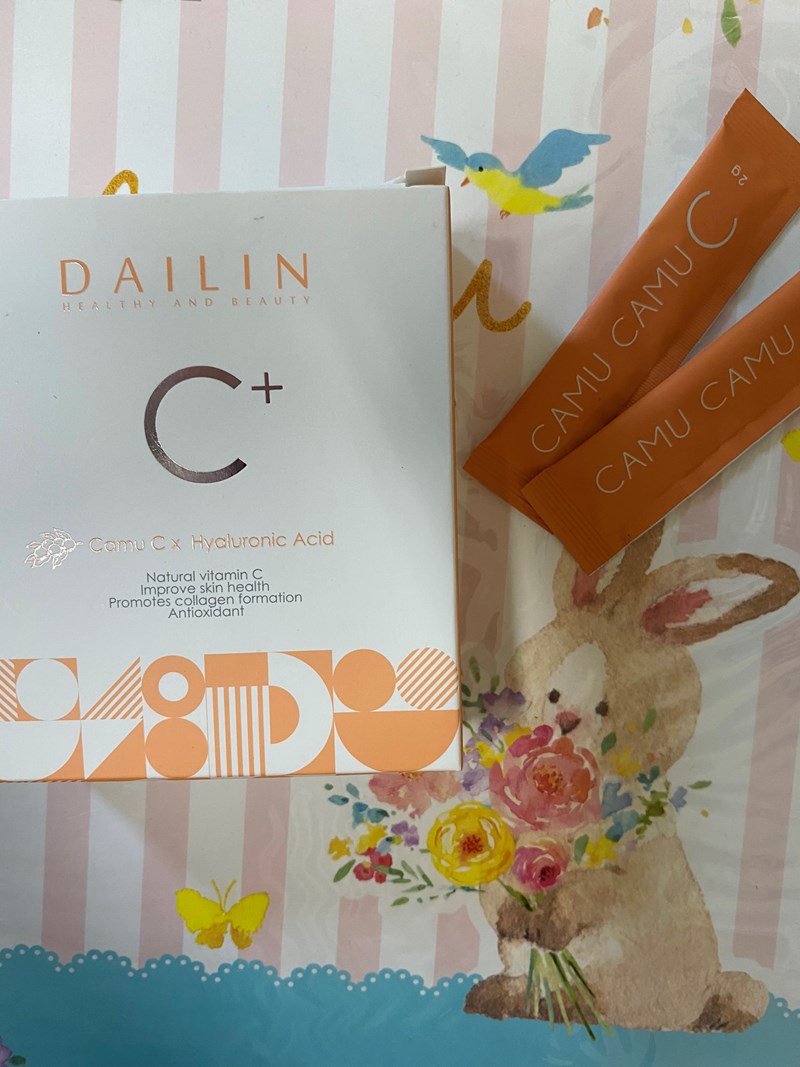 DAILIN
HEALTHY AND BEAUTY
C+
Camu C x Hyaluronic Acid
Natural vitamin C
Improve skin health
Promotes collagen formation
Antioxidant
CAMU CAMU C 2g
CAMU CAMU